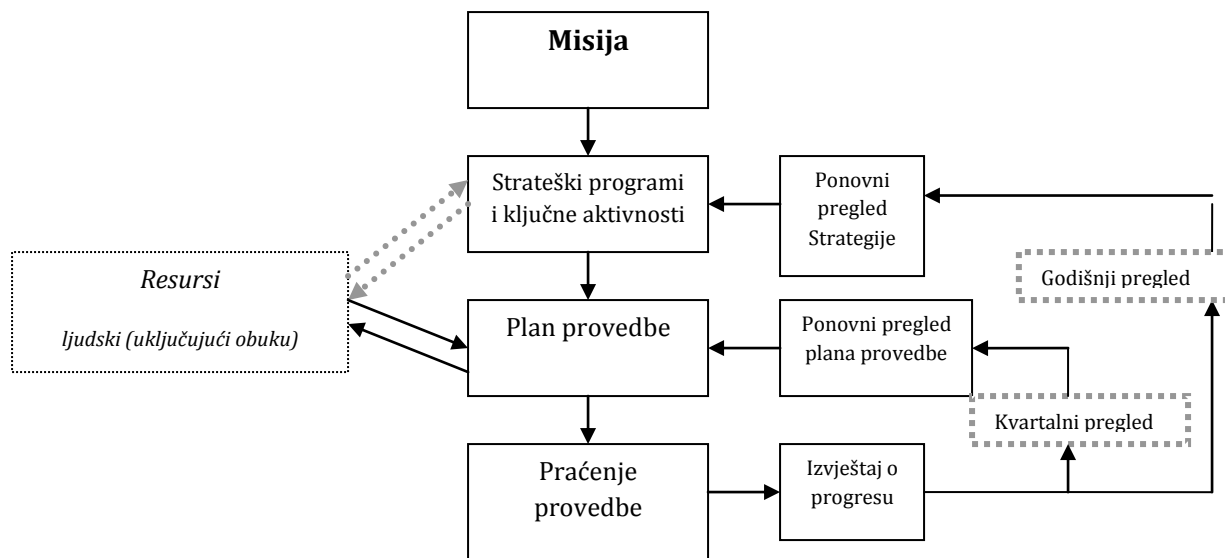 Misija
Strateški programi
i ključne aktivnosti
Ponovni
pregled
Strategije
Resursi
ljudski (uključujući obuku)
Godišnji pregled
Plan provedbe
Ponovni pregled
plana provedbe
Kvartalni pregled
Praćenje
provedbe
Izvještaj o
progresu